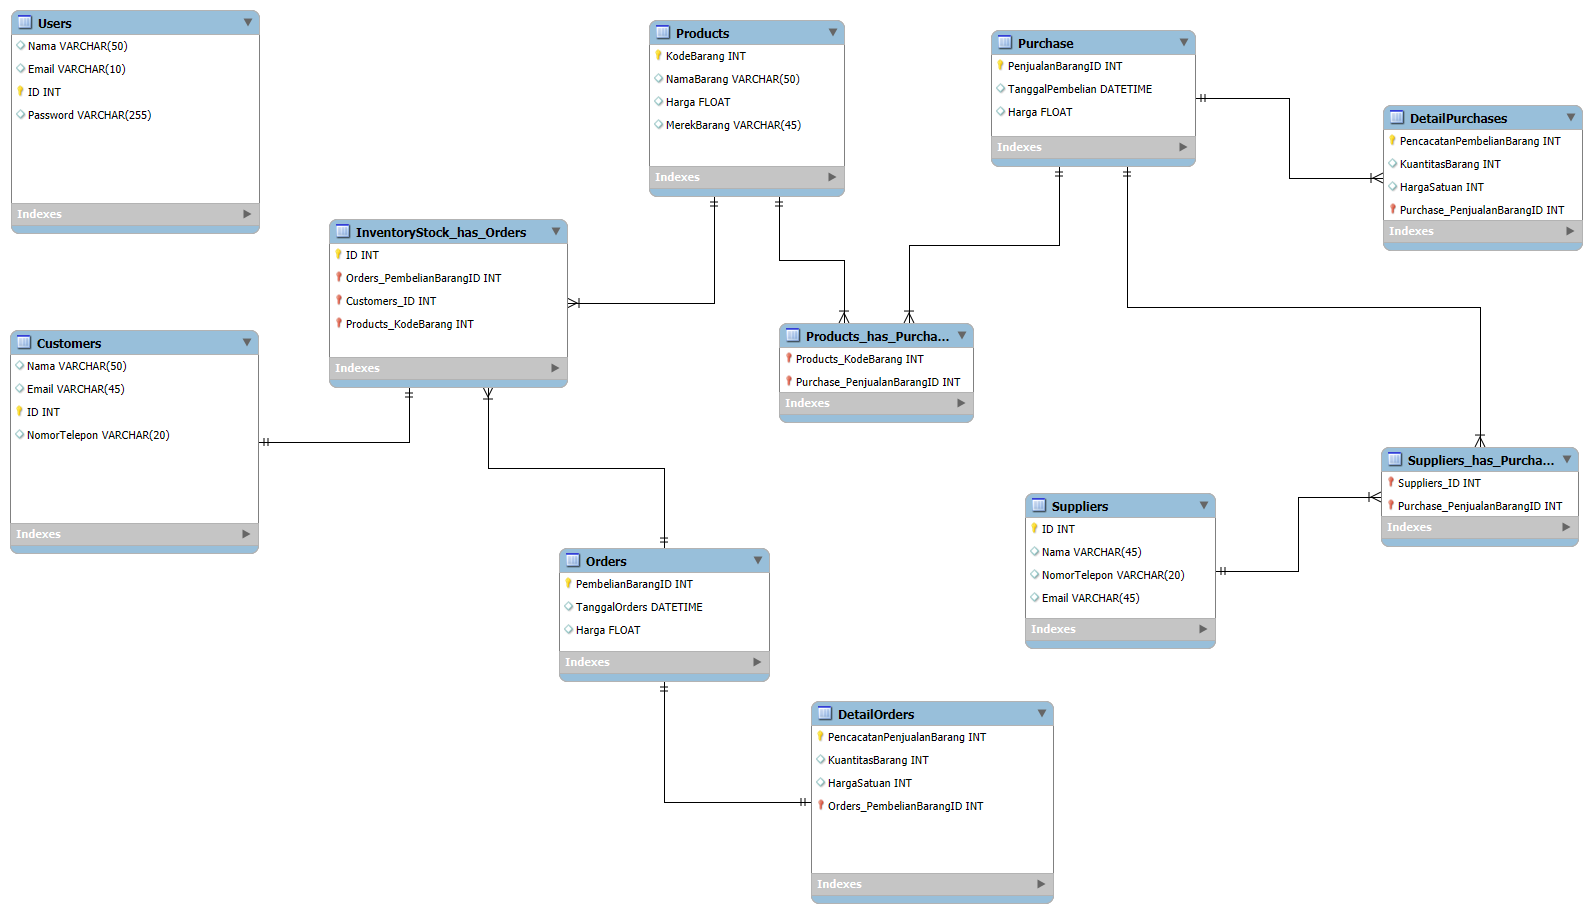 Users
Nama VARCHAR(50)
Email VARCHAR(10)
ID INT
Password VARCHAR(255)
Indexes
Products
KodeBarang INT
NamaBarang VARCHAR(50)
Harga FLOAT
MerekBarang VARCHAR(45)
Indexes
Purchase
PenjualanBarangID INT
TanggalPembelian DATETIME
Harga FLOAT
Indexes
DetailPurchases
PencacatanPembelianBarang INT
KuantitasBarang INT
HargaSatuan INT
Purchase_PenjualanBarangID INT
Indexes
InventoryStock_has_Orders
ID INT
Orders_PembelianBarangID INT
Customers_ID INT
Products_KodeBarang INT
Indexes
Customers
Nama VARCHAR(50)
Email VARCHAR(45)
ID INT
NomorTelepon VARCHAR(20)
Indexes
Products_has_Purcha...
Products_KodeBarang INT
Purchase_PenjualanBarangID INT
Indexes
Suppliers_has_Purcha...
Suppliers_ID INT
Purchase_PenjualanBarangID INT
Indexes
Suppliers
ID INT
Nama VARCHAR(45)
NomorTelepon VARCHAR(20)
Email VARCHAR(45)
Indexes
Orders
PembelianBarangID INT
TanggalOrders DATETIME
Harga FLOAT
Indexes
DetailOrders
PencacatanPenjualanBarang INT
KuantitasBarang INT
HargaSatuan INT
Orders_PembelianBarangID INT
Indexes